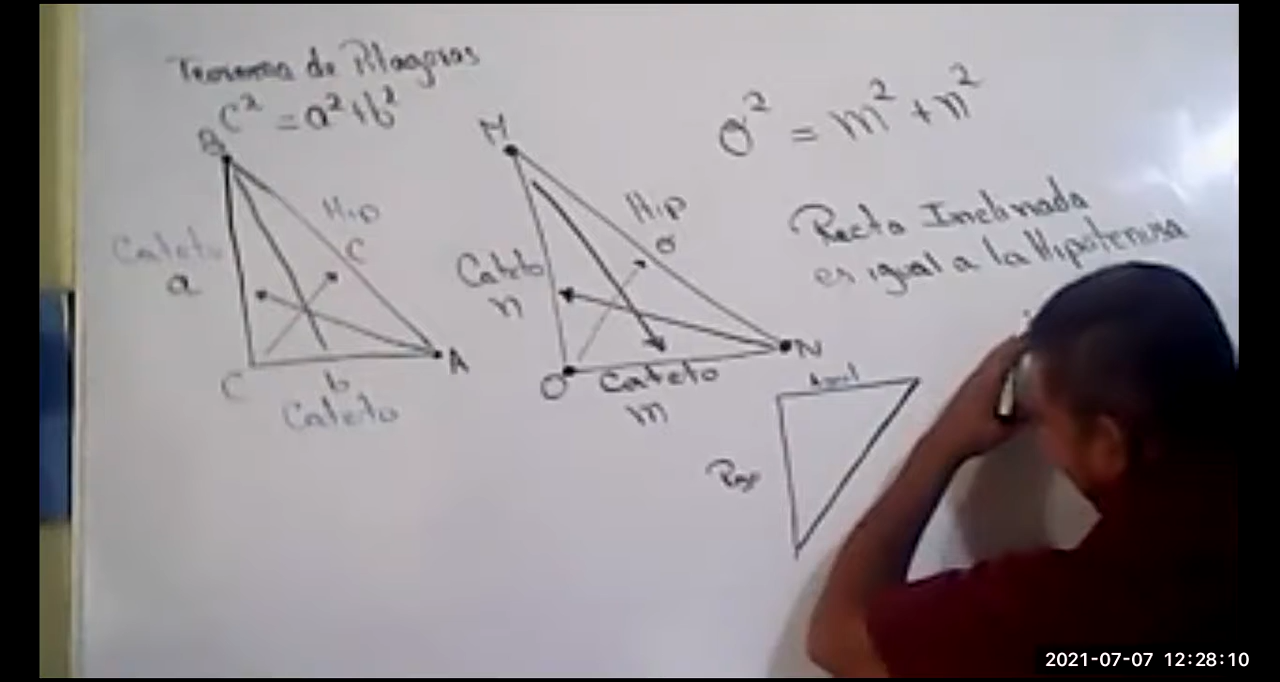 Teorema de Pitagoras
c² = a² + b²
B
Hip
c
Cateto
a
C
b
A
Cateto
M
Hip
o
Cateto
n
O
Cateto
m
N
o² = m² + n²
Recta Inclinada
es igual a la Hipotenusa
Azul
2021-07-07 12:28:10